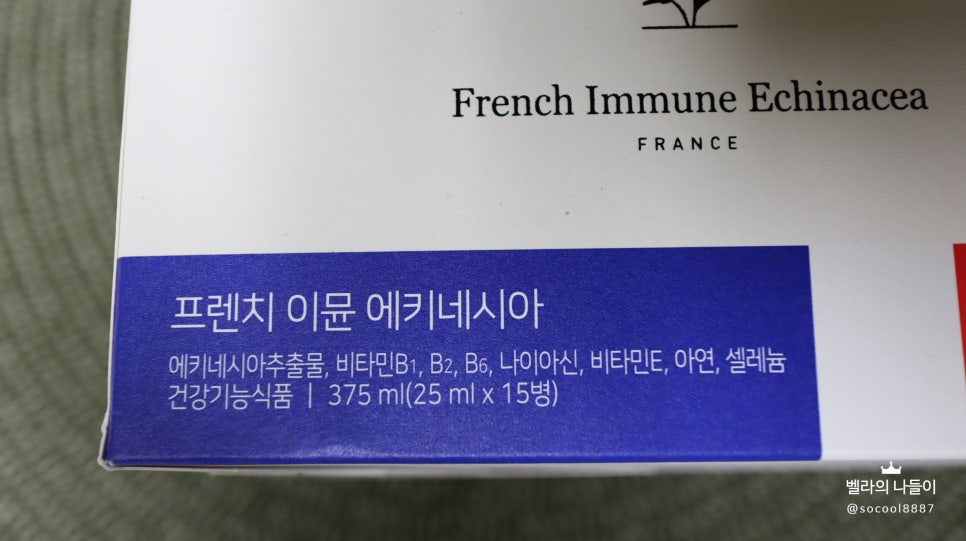 French Immune Echinacea
FRANCE
프렌치 이뮨 에키네시아
에키네시아추출물, 비타민B1, B2, B6, 나이아신, 비타민E, 아연, 셀레늄
건강기능식품 | 375 ml(25 ml x 15병)
벨라의 나들이
@socool8887